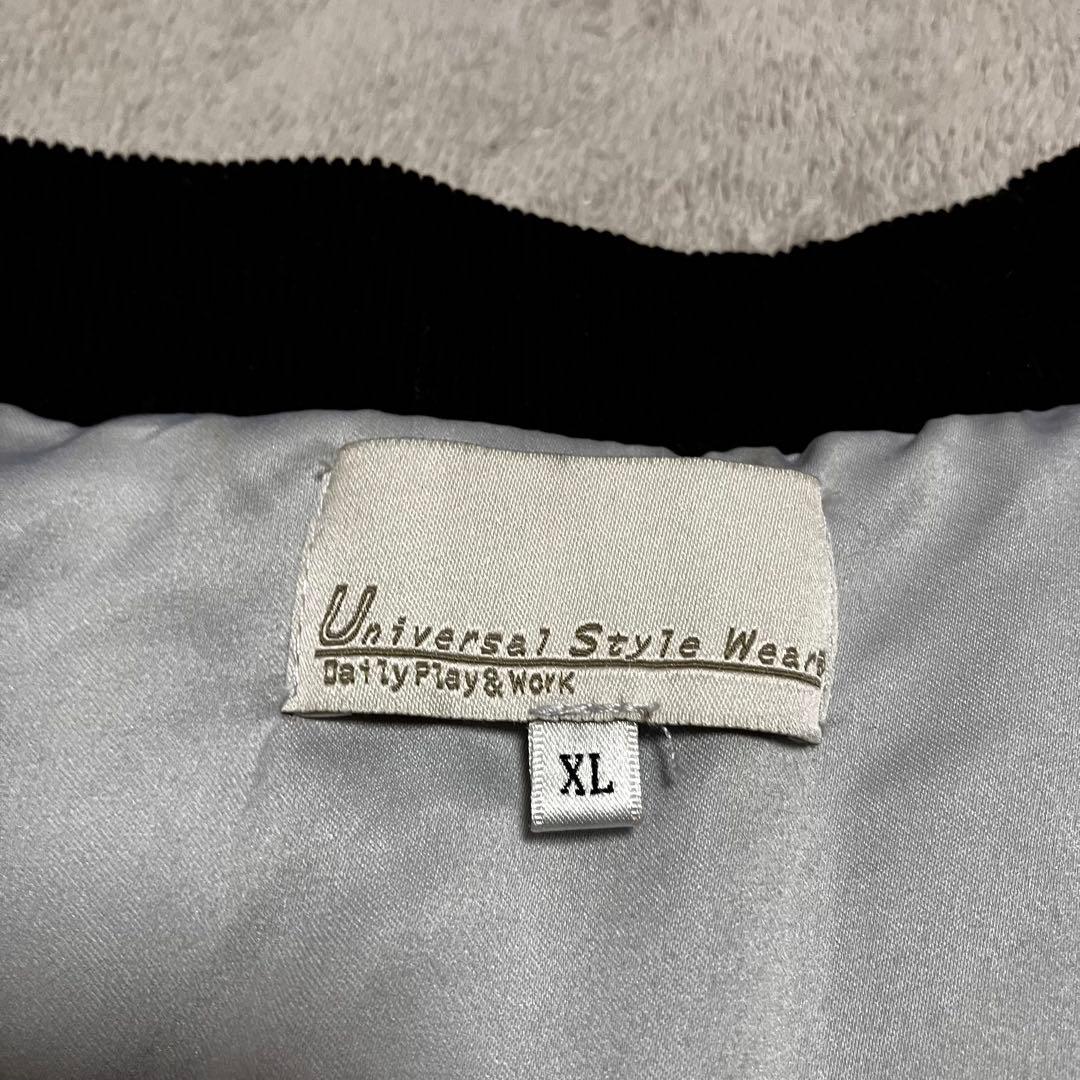 Universal Style Wear
Daily Play & Work
XL